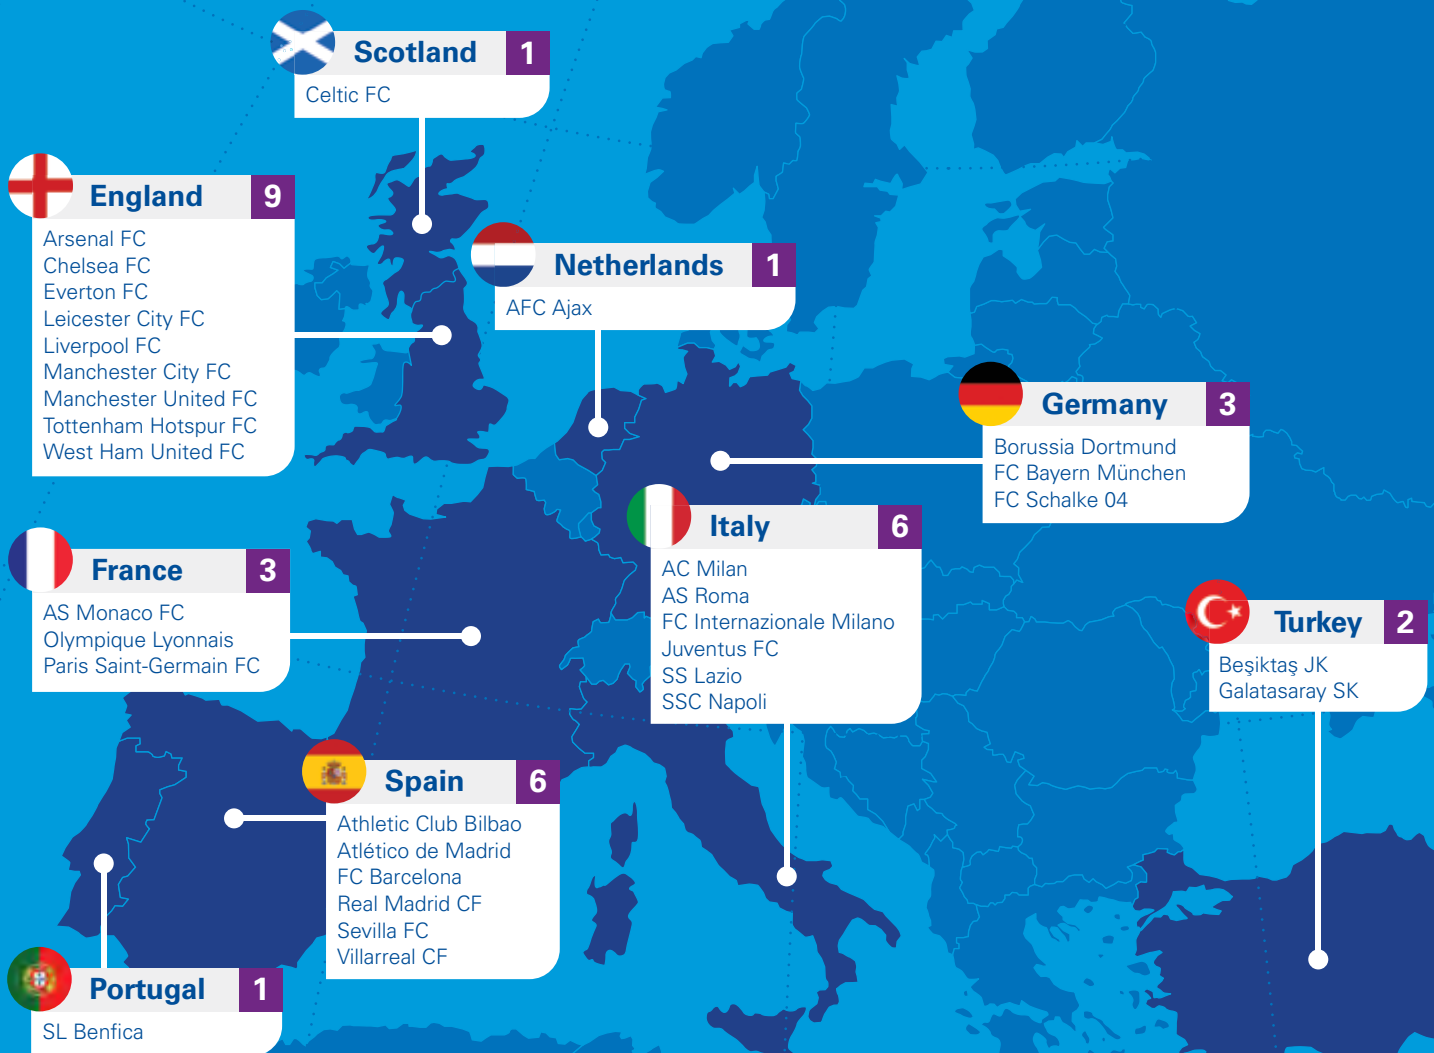 Scotland 1
Celtic FC
England 9
Arsenal FC
Chelsea FC
Everton FC
Leicester City FC
Liverpool FC
Manchester City FC
Manchester United FC
Tottenham Hotspur FC
West Ham United FC
Netherlands 1
AFC Ajax
Germany 3
Borussia Dortmund
FC Bayern München
FC Schalke 04
Italy 6
AC Milan
AS Roma
FC Internazionale Milano
Juventus FC
SS Lazio
SSC Napoli
France 3
AS Monaco FC
Olympique Lyonnais
Paris Saint-Germain FC
Turkey 2
Beşiktaş JK
Galatasaray SK
Spain 6
Athletic Club Bilbao
Atlético de Madrid
FC Barcelona
Real Madrid CF
Sevilla FC
Villarreal CF
Portugal 1
SL Benfica